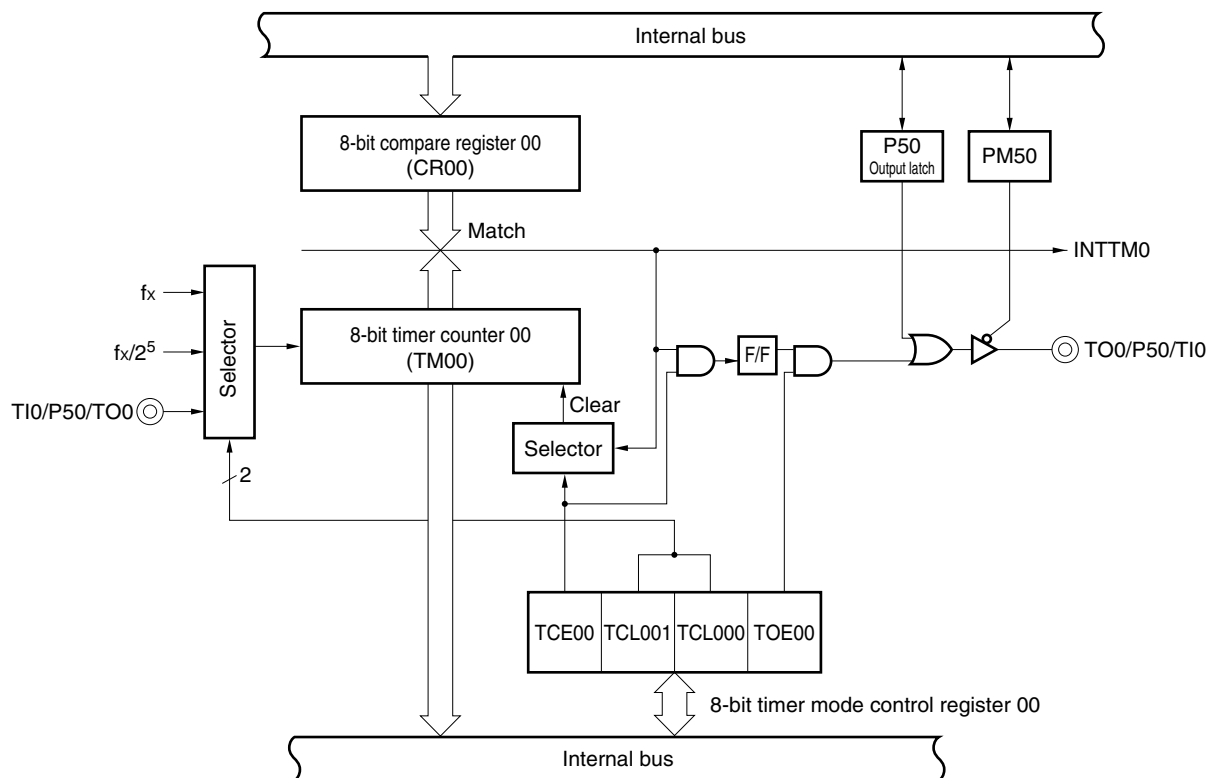 Internal bus
8-bit compare register 00
(CR00)
P50
Output latch
PM50
Match
INTTM0
fX
fX/2⁵
TI0/P50/TO0
Selector
8-bit timer counter 00
(TM00)
F/F
TO0/P50/TI0
Clear
Selector
2
TCE00
TCL001
TCL000
TOE00
8-bit timer mode control register 00
Internal bus